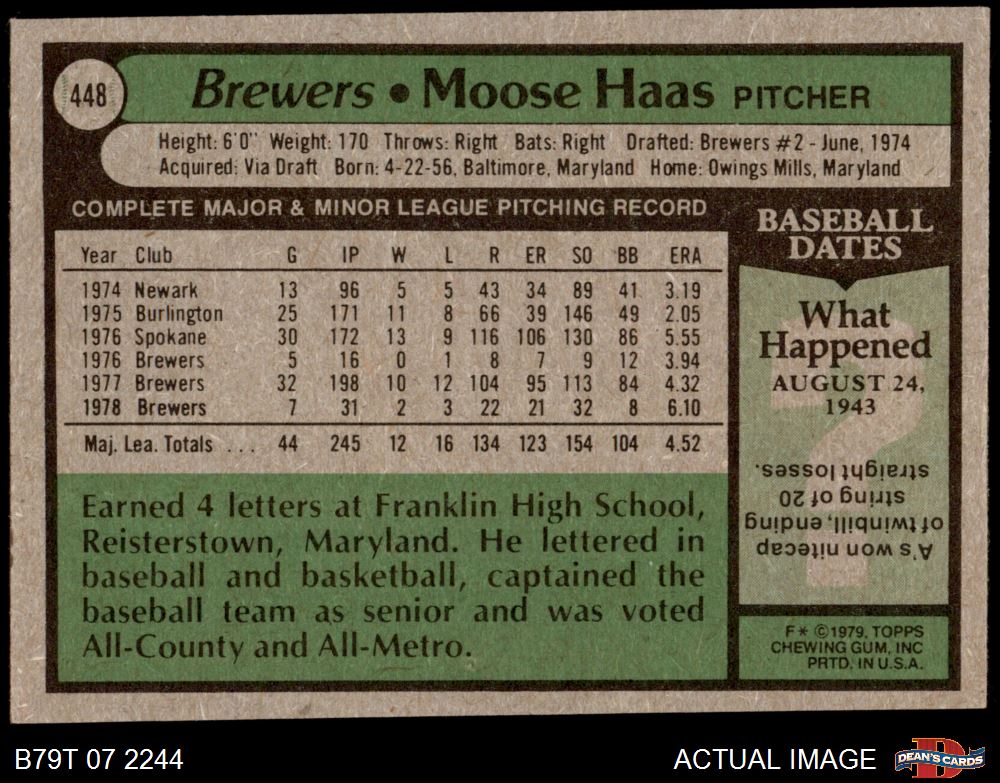 448
Brewers • Moose Haas PITCHER
Height: 6'0" Weight: 170 Throws: Right Bats: Right Drafted: Brewers #2 - June, 1974
Acquired: Via Draft Born: 4-22-56, Baltimore, Maryland Home: Owings Mills, Maryland
COMPLETE MAJOR & MINOR LEAGUE PITCHING RECORD
Year Club G IP W L R ER SO BB ERA
1974 Newark 13 96 5 5 43 34 89 41 3.19
1975 Burlington 25 171 11 8 66 39 146 49 2.05
1976 Spokane 30 172 13 9 116 106 130 86 5.55
1976 Brewers 5 16 0 1 8 7 9 12 3.94
1977 Brewers 32 198 10 12 104 95 113 84 4.32
1978 Brewers 7 31 2 3 22 21 32 8 6.10
Maj. Lea. Totals . . . 44 245 12 16 134 123 154 104 4.52
Earned 4 letters at Franklin High School,
Reisterstown, Maryland. He lettered in
baseball and basketball, captained the
baseball team as senior and was voted
All-County and All-Metro.
BASEBALL
DATES
What
Happened
AUGUST 24,
1943
?
A's won nitecap
of twinbill, ending
string of 20
straight losses.
F* ©1979, TOPPS
CHEWING GUM, INC
PRTD. IN U.S.A.
B79T 07 2244
ACTUAL IMAGE
D
DEAN'S CARDS